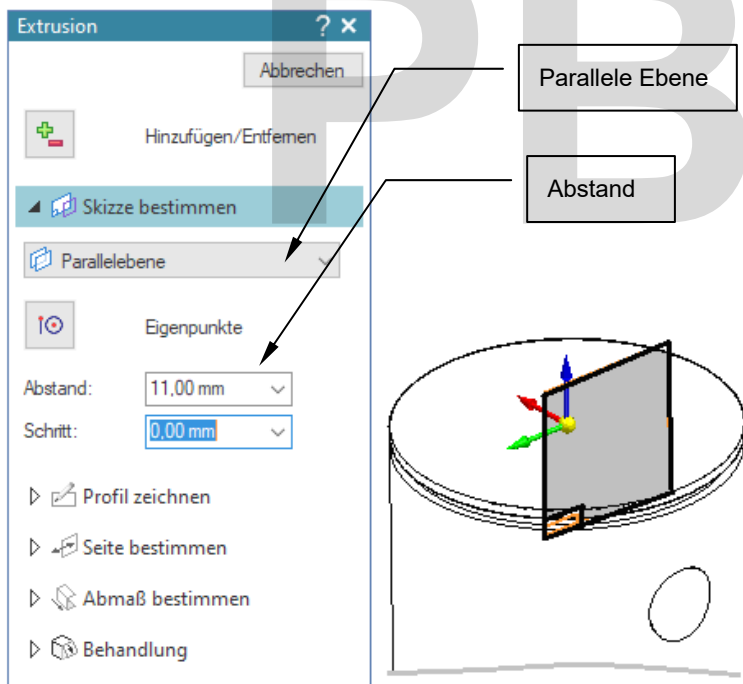 Extrusion
?
Abbrechen
Parallele Ebene
Hinzufügen/Entfernen
Abstand
Skizze bestimmen
Parallelebene
Eigenpunkte
Abstand: 11,00 mm
Schritt: 0,00 mm
Profil zeichnen
Seite bestimmen
Abmaß bestimmen
Behandlung
PB